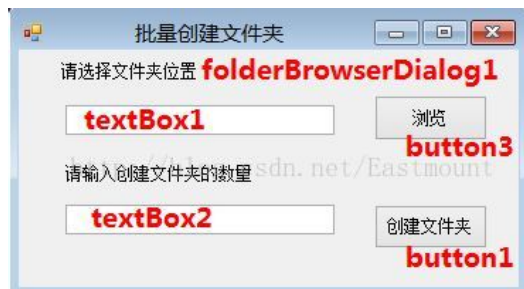 批量创建文件夹
请选择文件夹位置 folderBrowserDialog1
textBox1
浏览
button3
请输入创建文件夹的数量
sdn.net/Eastmount
textBox2
创建文件夹
button1